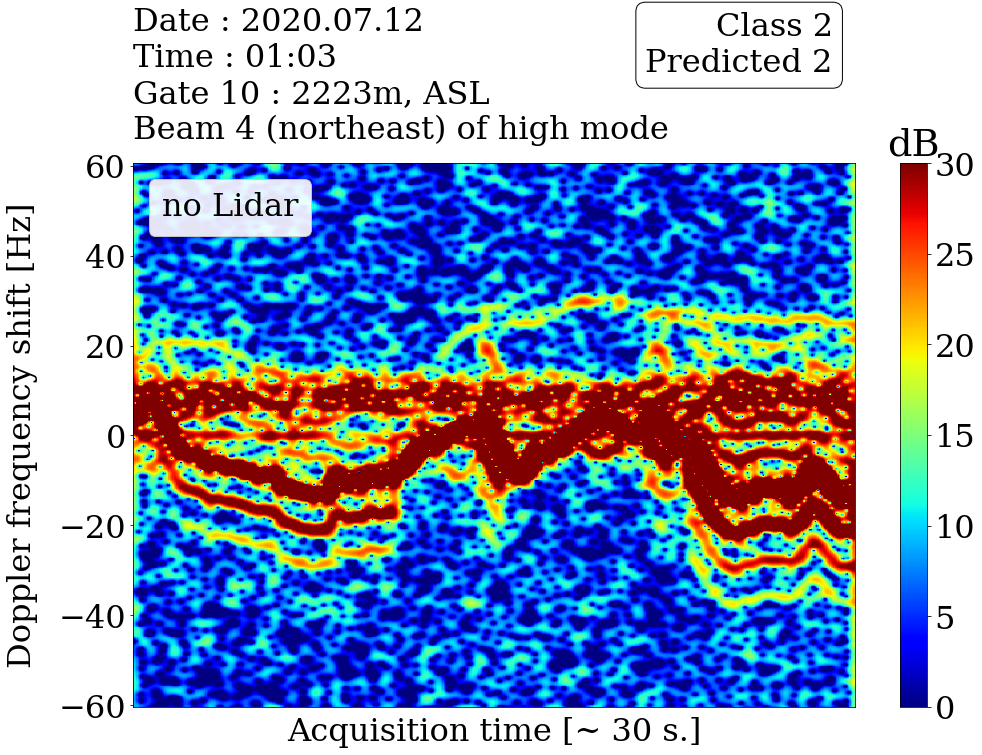 Date : 2020.07.12
Time : 01:03
Gate 10 : 2223m, ASL
Beam 4 (northeast) of high mode
Class 2
Predicted 2
dB
no Lidar
Doppler frequency shift [Hz]
60
40
20
0
−20
−40
−60
Acquisition time [~ 30 s.]
30
25
20
15
10
5
0